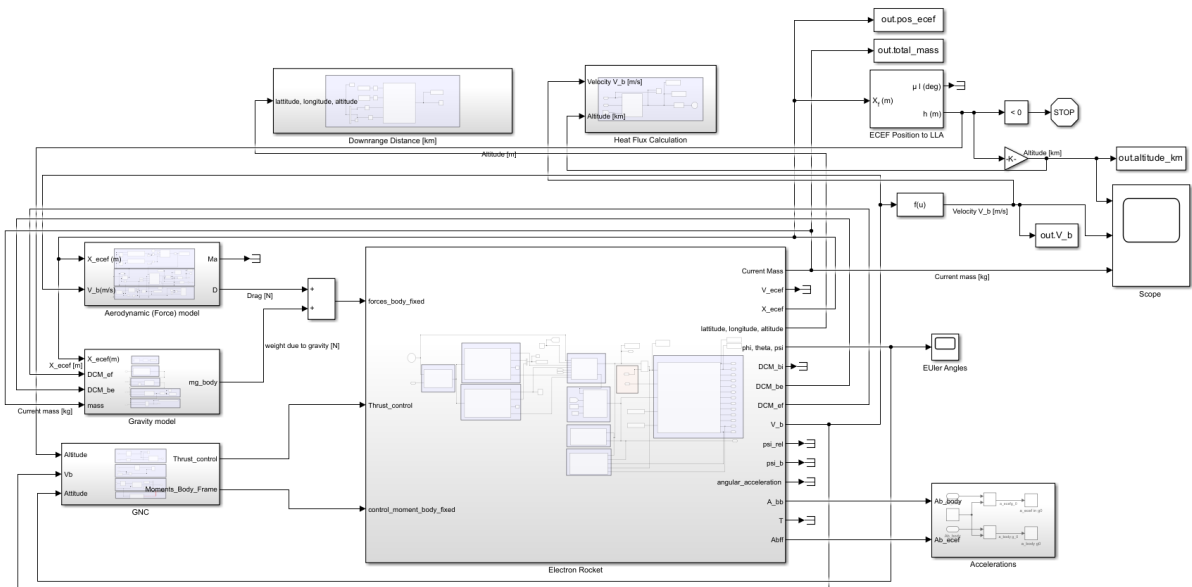 out.pos_ecef
out.total_mass
lattitude, longitude, altitude
Downrange Distance [km]
Velocity V_b [m/s]
Altitude [km]
Heat Flux Calculation
X_f (m)
μ l (deg)
h (m)
ECEF Position to LLA
< 0
STOP
Altitude [m]
-K-
Altitude [km]
out.altitude_km
f(u)
Velocity V_b [m/s]
out.V_b
Scope
X_ecef (m)
V_b(m/s)
Ma
D
Aerodynamic (Force) model
Drag [N]
+
+
weight due to gravity [N]
X_ecef [m]
X_ecef(m)
DCM_ef
DCM_be
mass
mg_body
Current mass [kg]
Gravity model
Altitude
Vb
Attitude
Thrust_control
Moments_Body_Frame
GNC
forces_body_fixed
Thrust_control
control_moment_body_fixed
Current Mass
V_ecef
X_ecef
lattitude, longitude, altitude
phi, theta, psi
DCM_bi
DCM_be
DCM_ef
V_b
psi_rel
psi_b
angular_acceleration
A_bb
T
Abff
Electron Rocket
Current mass [kg]
EUler Angles
Ab_body
Ab_ecef
Accelerations